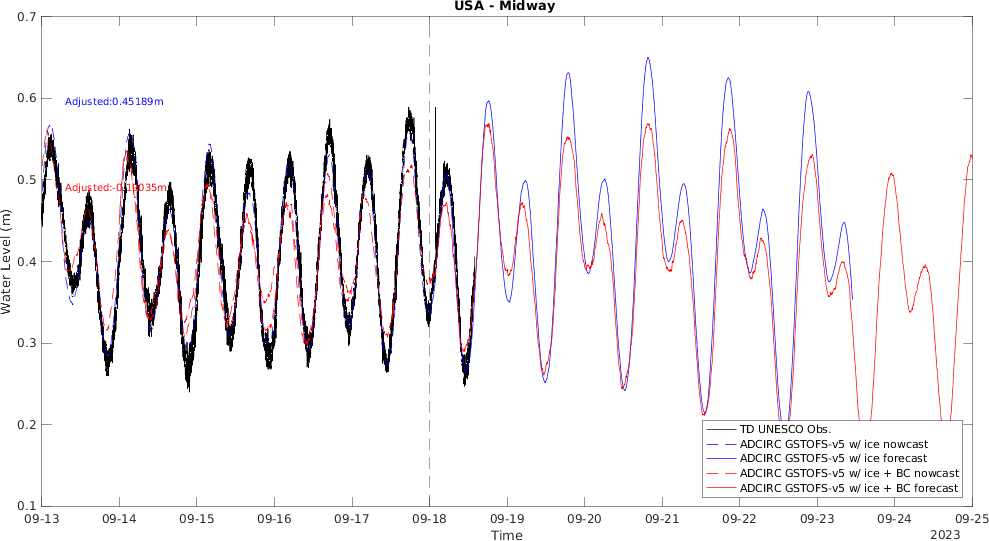 USA - Midway
0.7
0.6
0.5
0.4
0.3
0.2
0.1
Water Level (m)
Adjusted:0.45189m
Adjusted:-0.19035m
TD UNESCO Obs.
ADCIRC GSTOFS-v5 w/ ice nowcast
ADCIRC GSTOFS-v5 w/ ice forecast
ADCIRC GSTOFS-v5 w/ ice + BC nowcast
ADCIRC GSTOFS-v5 w/ ice + BC forecast
09-13 09-14 09-15 09-16 09-17 09-18 09-19 09-20 09-21 09-22 09-23 09-24 09-25
Time
2023